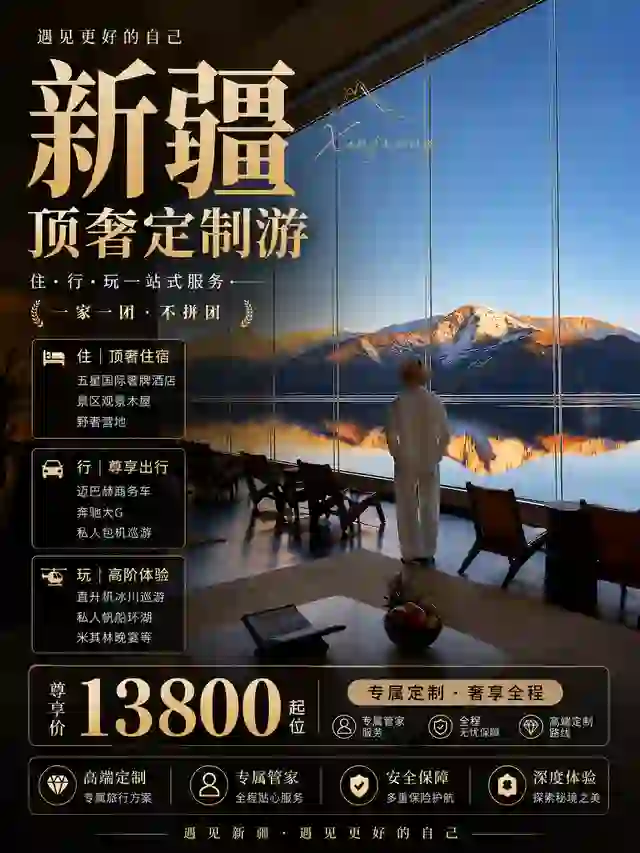 遇见更好的自己
新疆
Xinjiang
顶奢定制游
住·行·玩一站式服务
一家一团·不拼团
住｜顶奢住宿
五星国际奢牌酒店
景区观景木屋
野奢营地
行｜尊享出行
迈巴赫商务车
奔驰大G
私人包机巡游
玩｜高阶体验
直升机冰川巡游
私人帆船环湖
米其林晚宴等
尊享价
13800
起/位
专属定制·奢享全程
专属管家
服务
全程
无忧保障
高端定制
路线
高端定制
专属旅行方案
专属管家
全程贴心服务
安全保障
多重保险护航
深度体验
探索秘境之美
遇见新疆·遇见更好的自己